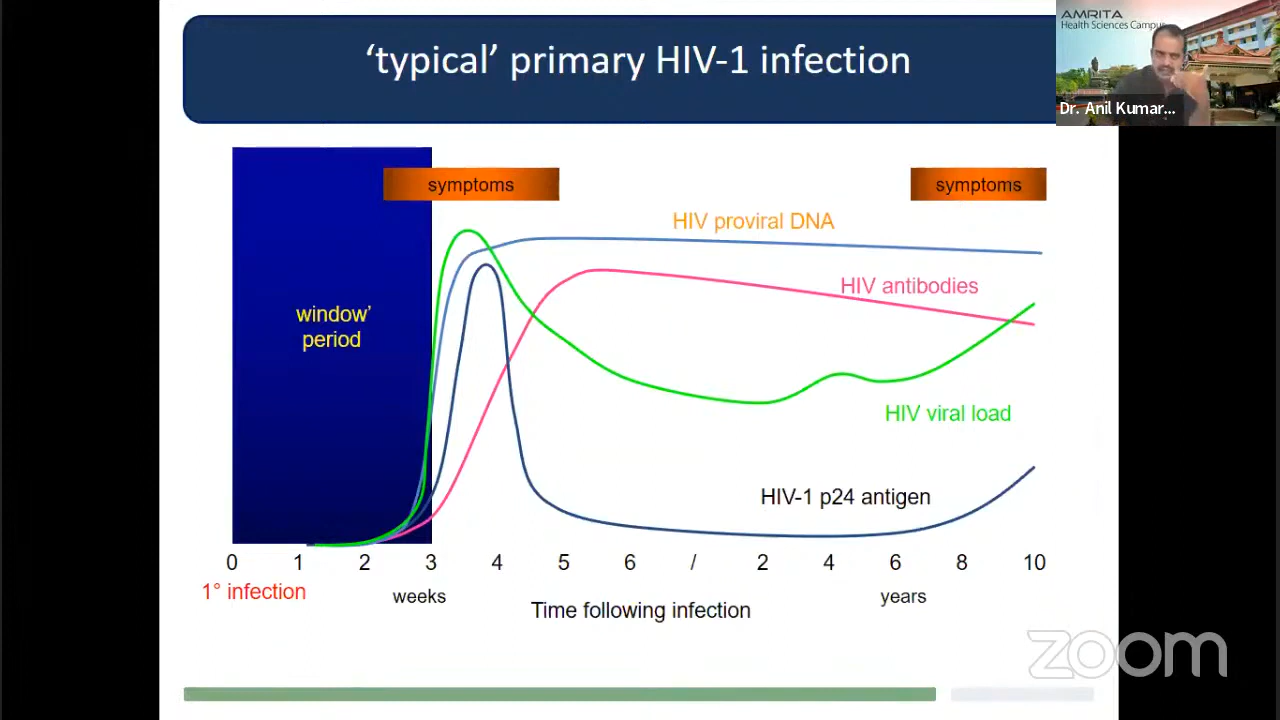 'typical' primary HIV-1 infection
AMRITA
Health Sciences Campus
Dr. Anil Kumar...
symptoms
symptoms
HIV proviral DNA
HIV antibodies
window'
period
HIV viral load
HIV-1 p24 antigen
0 1 2 3 4 5 6 / 2 4 6 8 10
1° infection
weeks
years
Time following infection
zoom